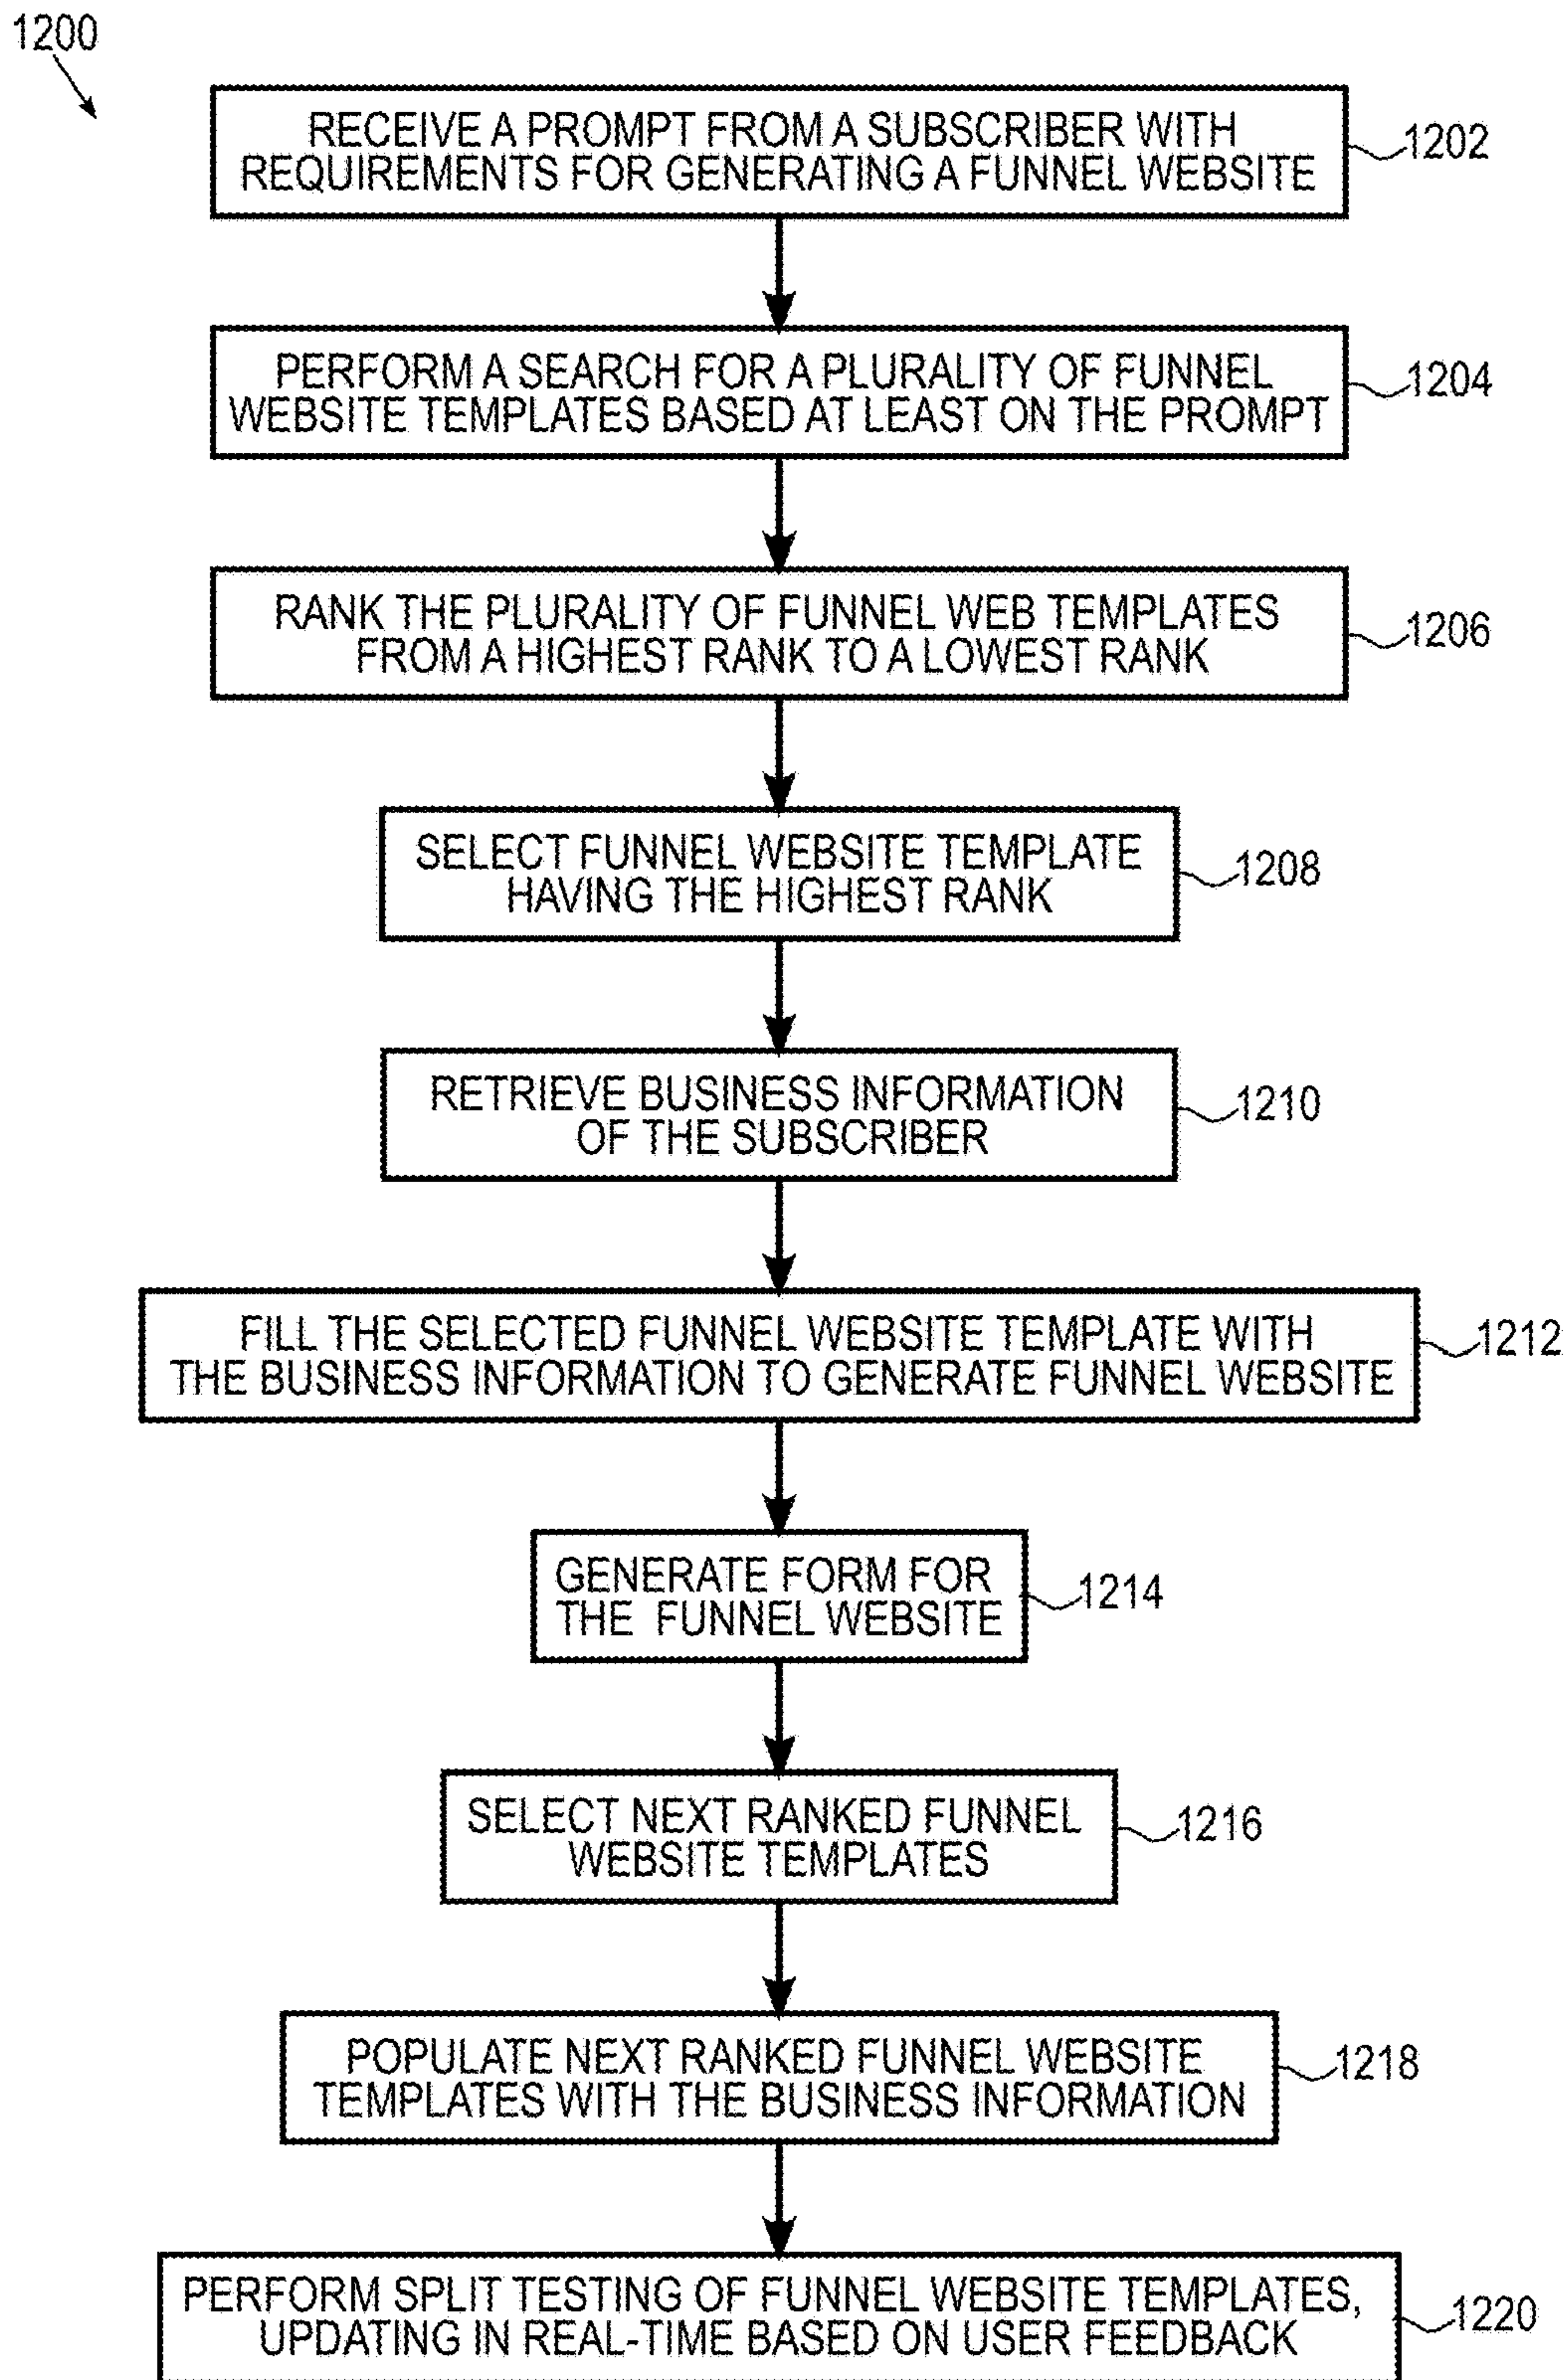 1200
RECEIVE A PROMPT FROM A SUBSCRIBER WITH
REQUIREMENTS FOR GENERATING A FUNNEL WEBSITE
1202
PERFORM A SEARCH FOR A PLURALITY OF FUNNEL
WEBSITE TEMPLATES BASED AT LEAST ON THE PROMPT
1204
RANK THE PLURALITY OF FUNNEL WEB TEMPLATES
FROM A HIGHEST RANK TO A LOWEST RANK
1206
SELECT FUNNEL WEBSITE TEMPLATE
HAVING THE HIGHEST RANK
1208
RETRIEVE BUSINESS INFORMATION
OF THE SUBSCRIBER
1210
FILL THE SELECTED FUNNEL WEBSITE TEMPLATE WITH
THE BUSINESS INFORMATION TO GENERATE FUNNEL WEBSITE
1212
GENERATE FORM FOR
THE FUNNEL WEBSITE
1214
SELECT NEXT RANKED FUNNEL
WEBSITE TEMPLATES
1216
POPULATE NEXT RANKED FUNNEL WEBSITE
TEMPLATES WITH THE BUSINESS INFORMATION
1218
PERFORM SPLIT TESTING OF FUNNEL WEBSITE TEMPLATES,
UPDATING IN REAL-TIME BASED ON USER FEEDBACK
1220